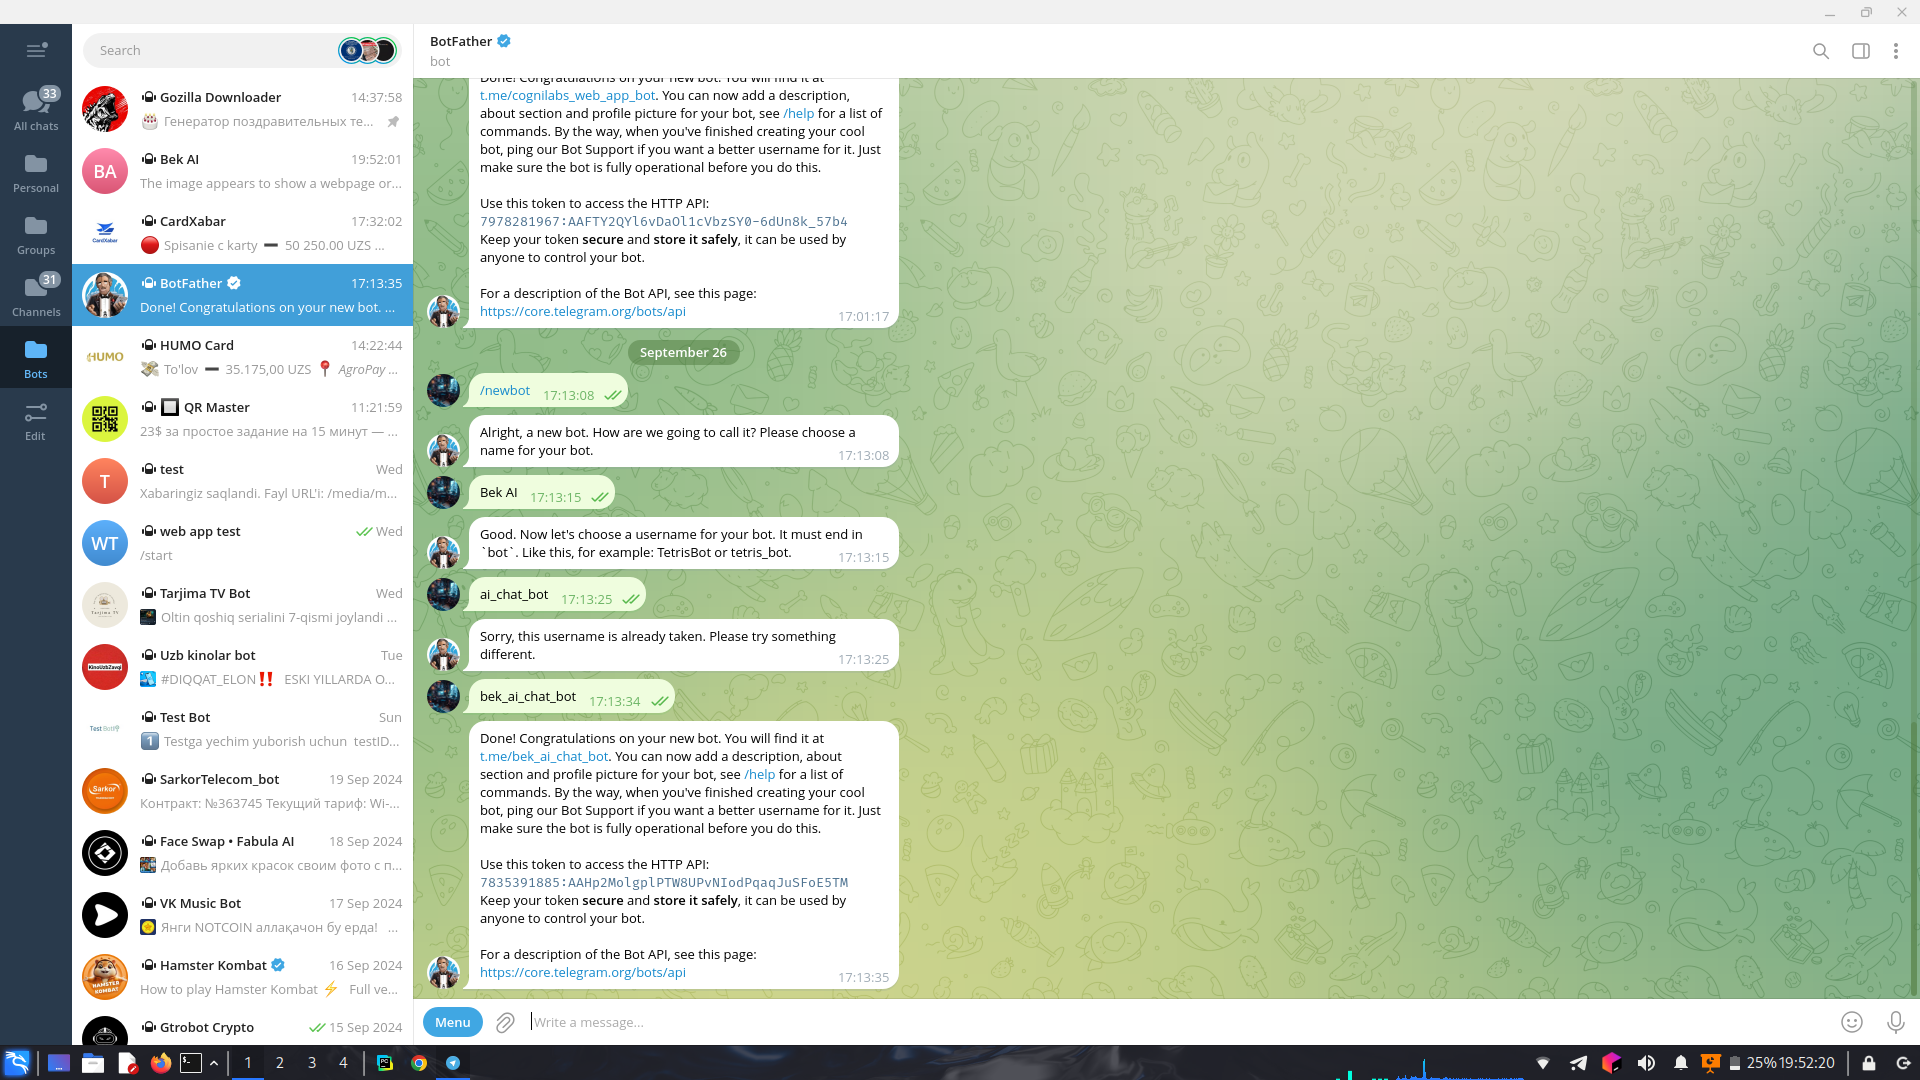 Search
33
All chats
Personal
Groups
31
Channels
Bots
Edit
Gozilla Downloader 14:37:58
Генератор поздравительных те...
BA
Bek AI 19:52:01
The image appears to show a webpage or...
CardXabar
CardXabar 17:32:02
Spisanie c karty ➖ 50 250.00 UZS ...
BotFather 17:13:35
Done! Congratulations on your new bot. ...
HUMO
HUMO Card 14:22:44
To'lov ➖ 35.175,00 UZS 📍 AgroPay ...
QR Master 11:21:59
23$ за простое задание на 15 минут — ...
T
test Wed
Xabaringiz saqlandi. Fayl URL'i: /media/m...
WT
web app test Wed
/start
Tarjima TV Bot Wed
Oltin qoshiq serialini 7-qismi joylandi ...
Uzb kinolar bot Tue
#DIQQAT_ELON‼️ ESKI YILLARDA O...
Test Bot Sun
1 Testga yechim yuborish uchun testID...
Sarkor
SarkorTelecom_bot 19 Sep 2024
Контракт: №363745 Текущий тариф: Wi-...
Face Swap • Fabula AI 18 Sep 2024
Добавь ярких красок своим фото с п...
VK Music Bot 17 Sep 2024
Янги NOTCOIN аллақачон бу ерда! ...
HAMSTER KOMBAT
Hamster Kombat 16 Sep 2024
How to play Hamster Kombat ⚡ Full ve...
Gtrobot Crypto 15 Sep 2024
BotFather
bot
Done! Congratulations on your new bot. You will find it at
t.me/cognilabs_web_app_bot. You can now add a description,
about section and profile picture for your bot, see /help for a list of
commands. By the way, when you've finished creating your cool
bot, ping our Bot Support if you want a better username for it. Just
make sure the bot is fully operational before you do this.
Use this token to access the HTTP API:
7978281967:AAFTY2QYl6vDaOl1cVbzSY0-6dUn8k_57b4
Keep your token secure and store it safely, it can be used by
anyone to control your bot.
For a description of the Bot API, see this page:
https://core.telegram.org/bots/api
17:01:17
September 26
/newbot 17:13:08
Alright, a new bot. How are we going to call it? Please choose a
name for your bot.
17:13:08
Bek AI 17:13:15
Good. Now let's choose a username for your bot. It must end in
`bot`. Like this, for example: TetrisBot or tetris_bot.
17:13:15
ai_chat_bot 17:13:25
Sorry, this username is already taken. Please try something
different.
17:13:25
bek_ai_chat_bot 17:13:34
Done! Congratulations on your new bot. You will find it at
t.me/bek_ai_chat_bot. You can now add a description, about
section and profile picture for your bot, see /help for a list of
commands. By the way, when you've finished creating your cool
bot, ping our Bot Support if you want a better username for it. Just
make sure the bot is fully operational before you do this.
Use this token to access the HTTP API:
7835391885:AAHp2MolgplPTW8UPvNIodPqaqJuSFoE5TM
Keep your token secure and store it safely, it can be used by
anyone to control your bot.
For a description of the Bot API, see this page:
https://core.telegram.org/bots/api
17:13:35
Menu
Write a message...
1 2 3 4
25% 19:52:20